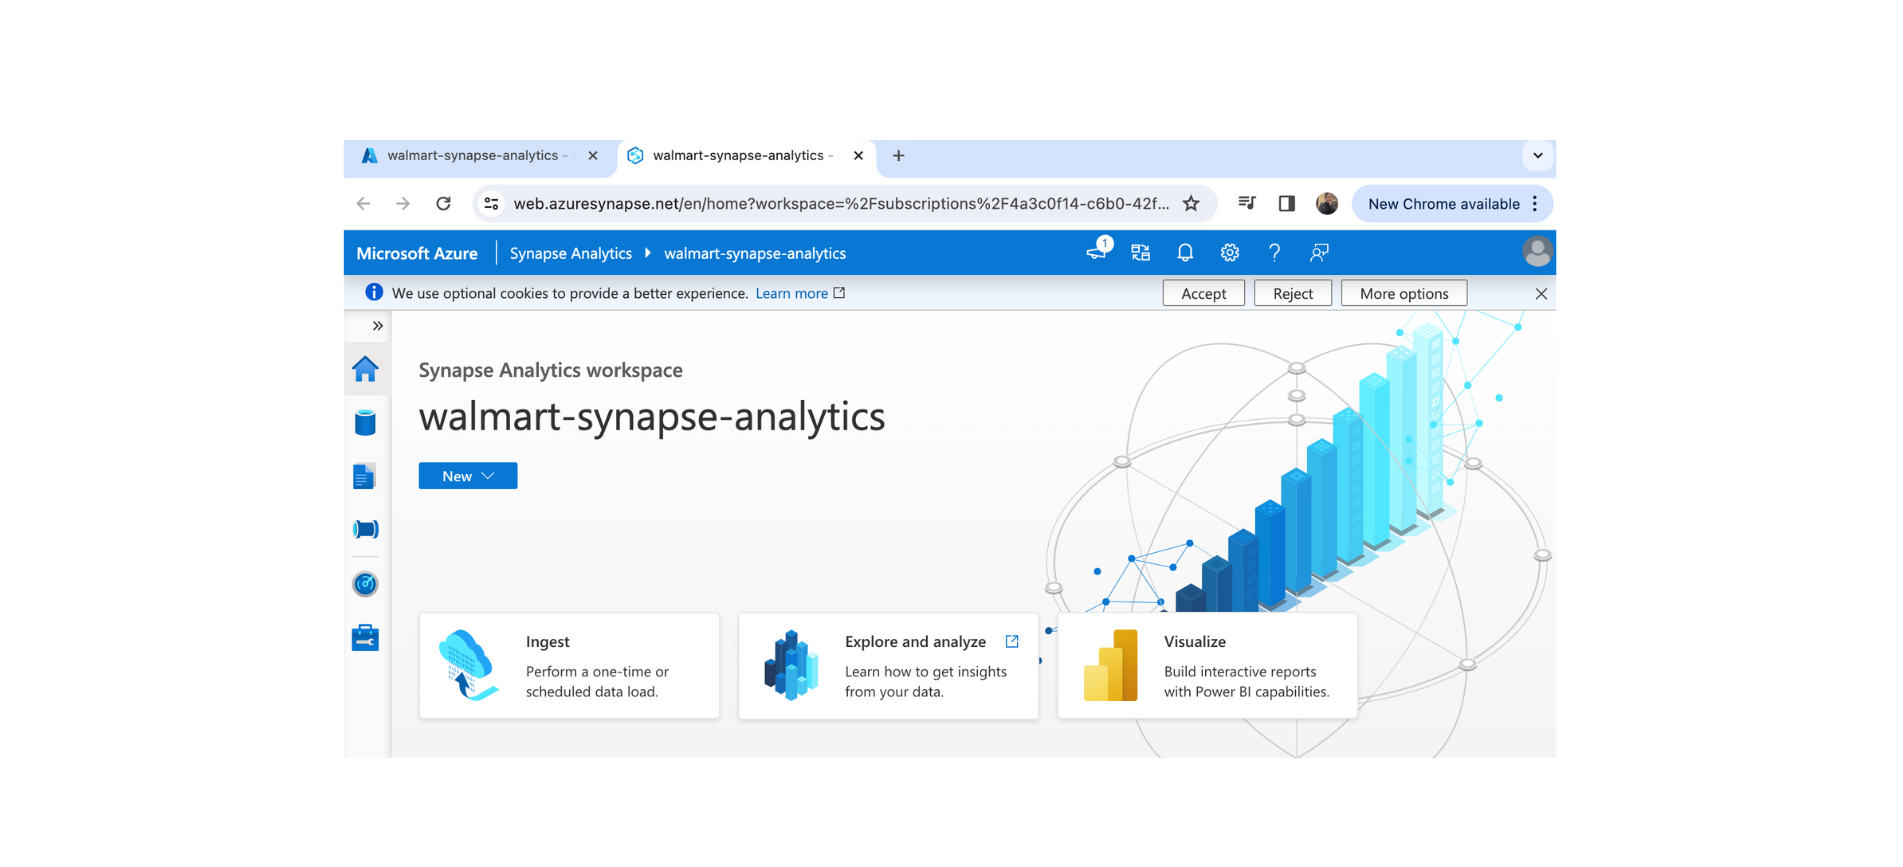 walmart-synapse-analytics -
walmart-synapse-analytics -
web.azuresynapse.net/en/home?workspace=%2Fsubscriptions%2F4a3c0f14-c6b0-42f...
New Chrome available
Microsoft Azure
Synapse Analytics
walmart-synapse-analytics
1
We use optional cookies to provide a better experience. Learn more
Accept
Reject
More options
Synapse Analytics workspace
walmart-synapse-analytics
New
Ingest
Perform a one-time or
scheduled data load.
Explore and analyze
Learn how to get insights
from your data.
Visualize
Build interactive reports
with Power BI capabilities.